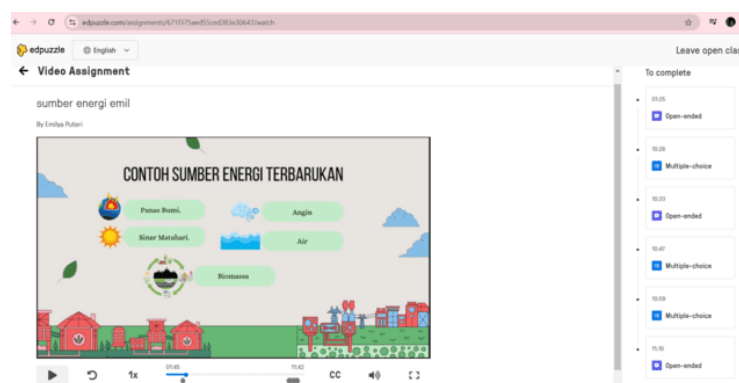 edpuzzle.com/assignments/671f375aed55ced383e30647/watch
edpuzzle
English
Leave open cla
Video Assignment
To complete
sumber energi emil
By Emilya Puteri
CONTOH SUMBER ENERGI TERBARUKAN
Panas Bumi.
Angin
Sinar Matahari.
Air
Biomassa
01:45
11:42
1x
CC
01:25
Open-ended
10:26
Multiple-choice
10:33
Open-ended
10:47
Multiple-choice
10:59
Multiple-choice
11:10
Open-ended